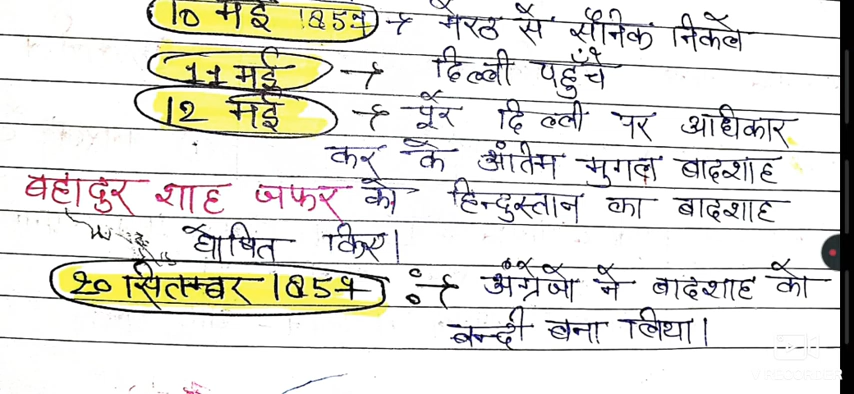 10 मई 1857 → मेरठ से सैनिक निकले
11 मई → दिल्ली पहुँचे
12 मई → पूरे दिल्ली पर अधिकार
कर के अंतिम मुगल बादशाह
बहादुर शाह जफर को हिन्दुस्तान का बादशाह
घोषित किए।
20 सितम्बर 1857 :→ अंग्रेजों ने बादशाह को
बन्दी बना लिया।